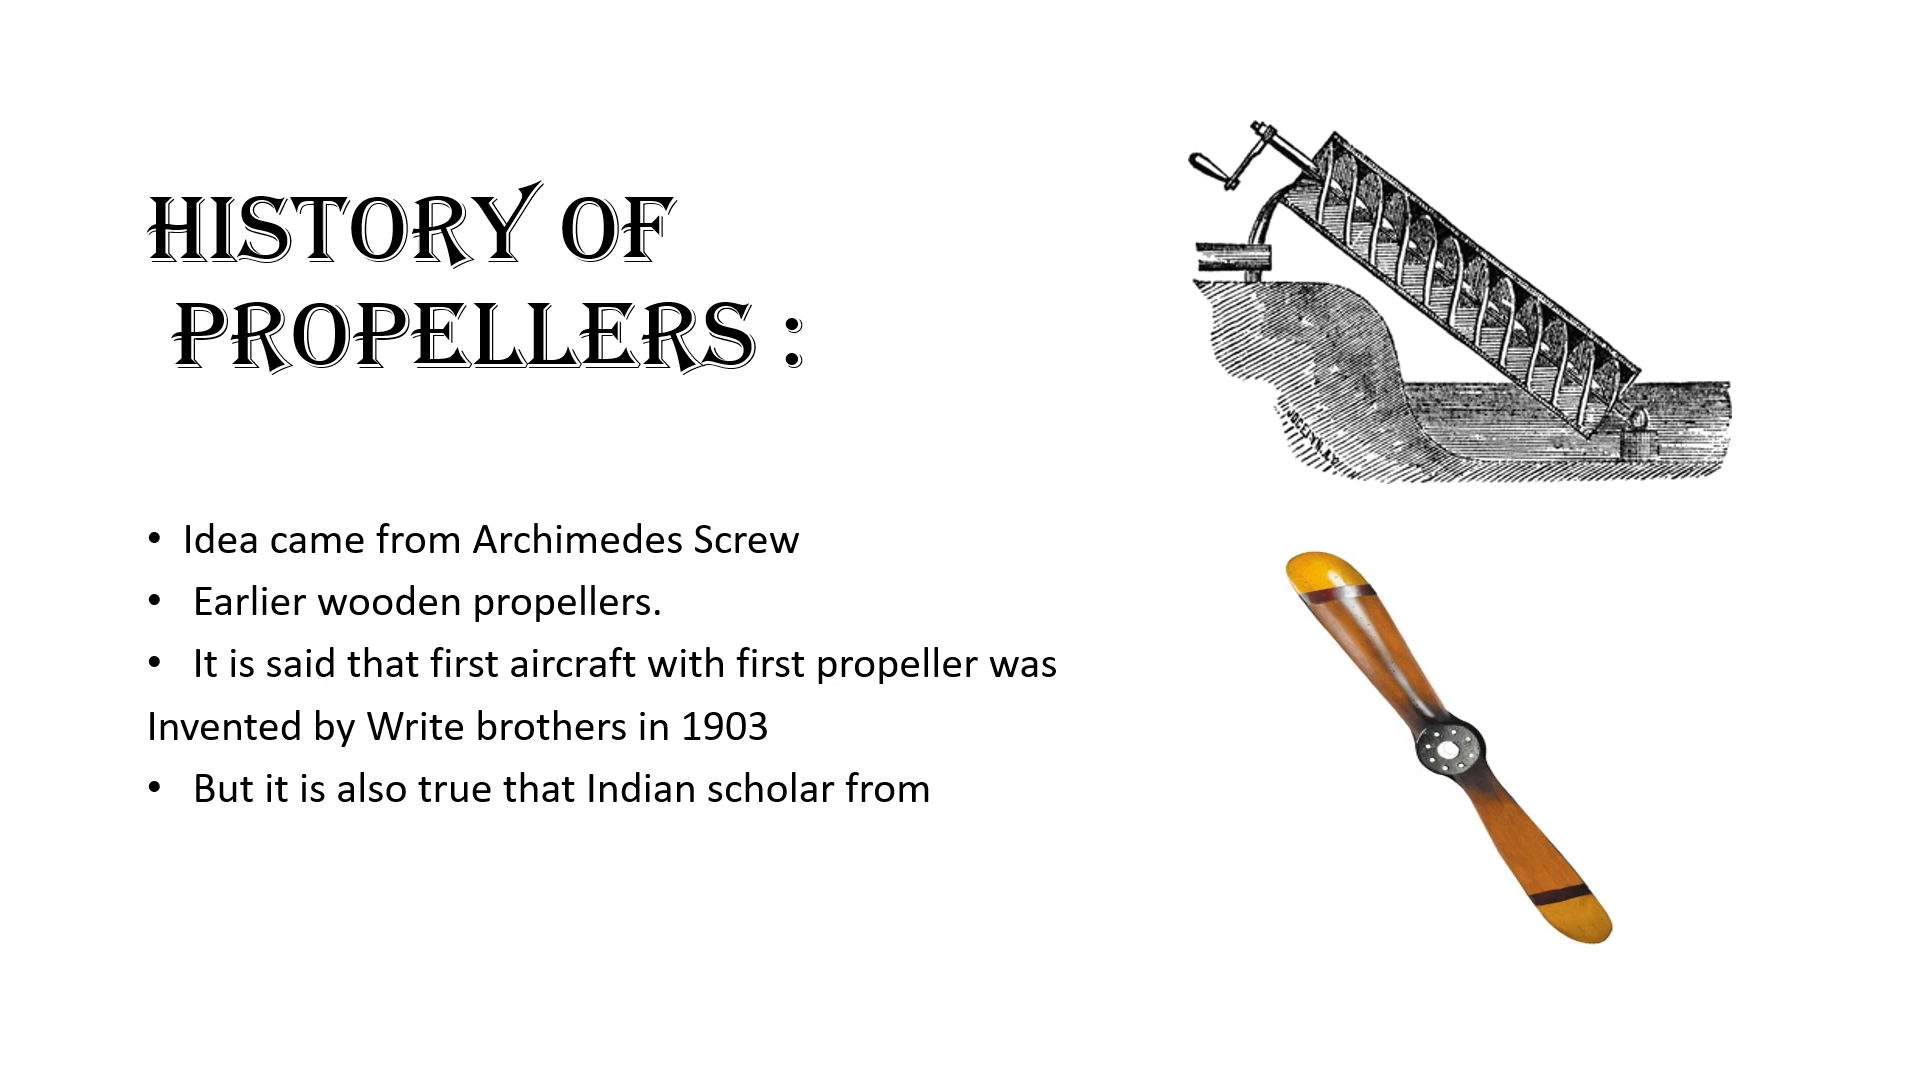 HISTORY OF
PROPELLERS :
• Idea came from Archimedes Screw
• Earlier wooden propellers.
• It is said that first aircraft with first propeller was
Invented by Write brothers in 1903
• But it is also true that Indian scholar from